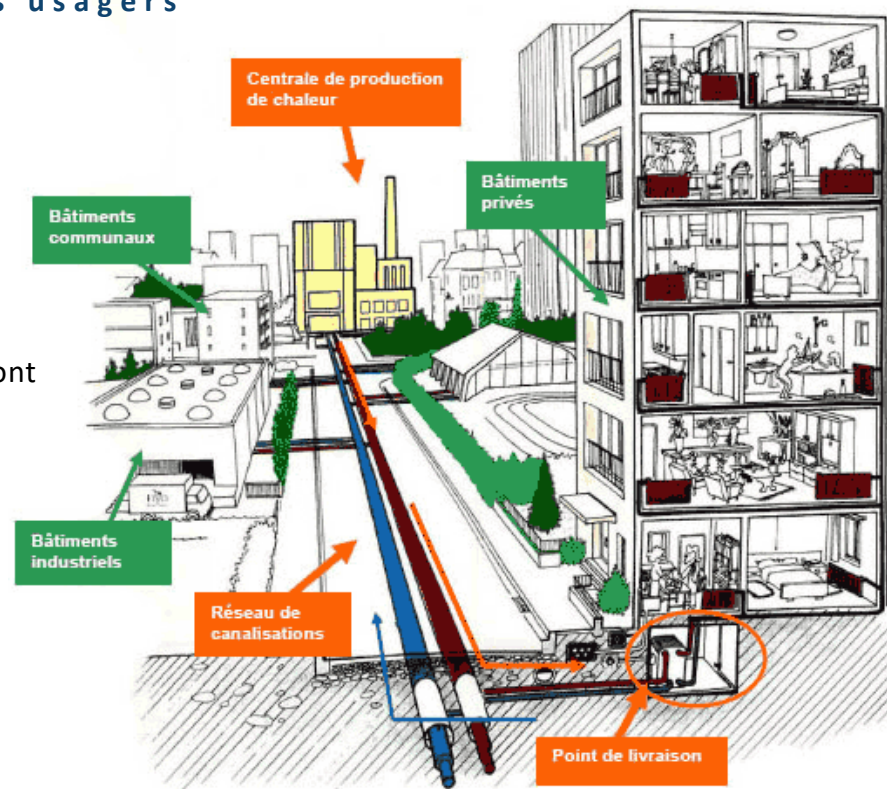 s usagers
Centrale de production
de chaleur
Bâtiments
privés
Bâtiments
communaux
ont
Bâtiments
industriels
Réseau de
canalisations
Point de livraison